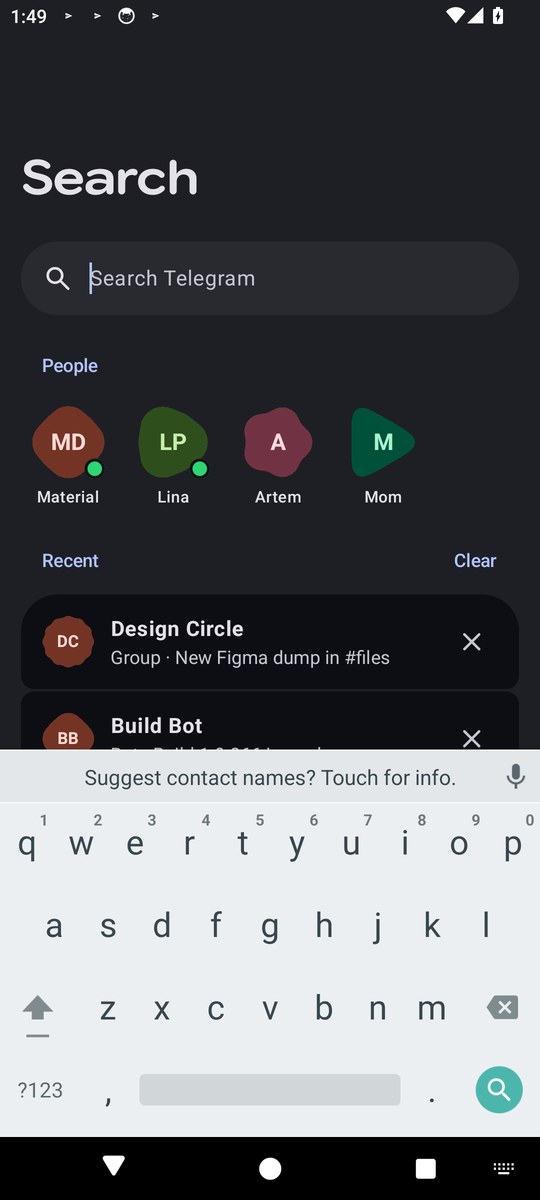 1:49
Search
Search Telegram
People
MD LP A M
Material Lina Artem Mom
Recent Clear
DC Design Circle
Group · New Figma dump in #files
BB Build Bot
Suggest contact names? Touch for info.
1 2 3 4 5 6 7 8 9 0
q w e r t y u i o p
a s d f g h j k l
z x c v b n m
?123 , .